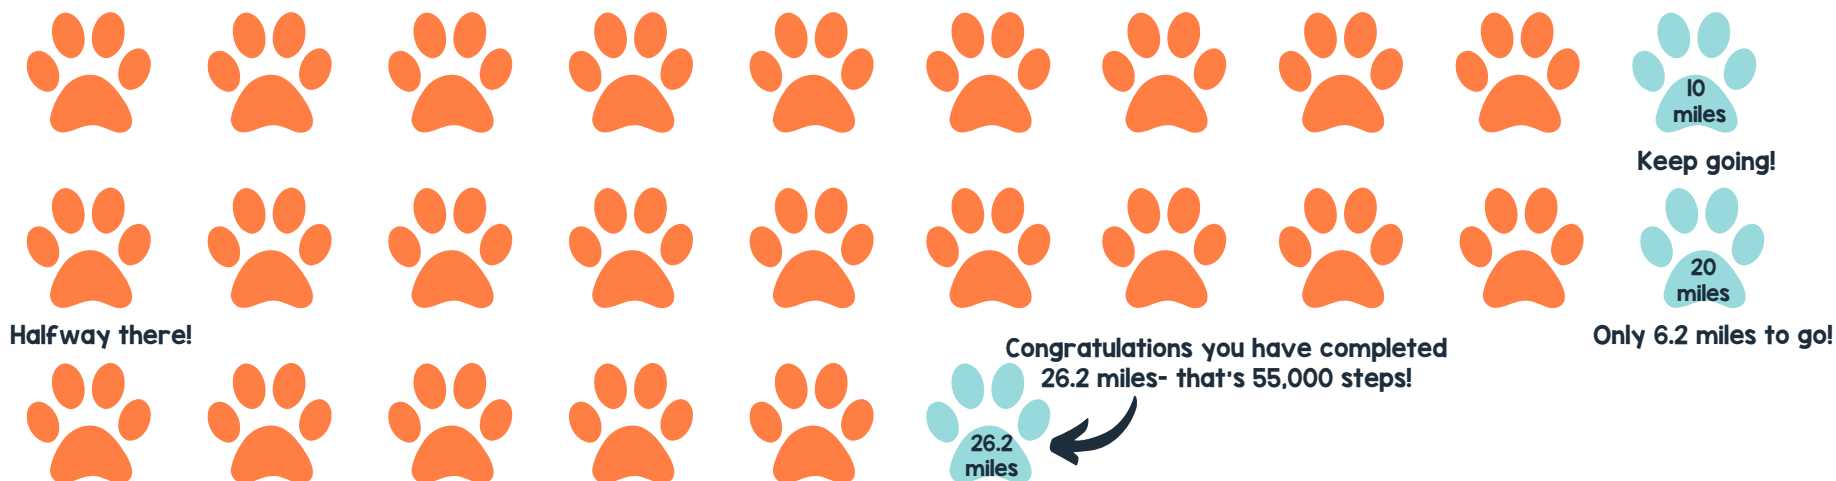 10
miles
Keep going!
20
miles
Halfway there!
Only 6.2 miles to go!
Congratulations you have completed
26.2 miles- that's 55,000 steps!
26.2
miles